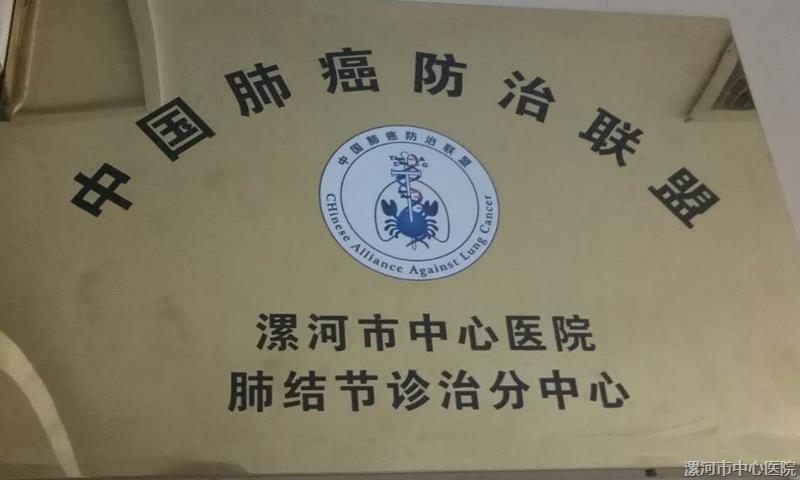 中国肺癌防治联盟
中国肺癌防治联盟
CHinese Alliance Against Lung Cancer
漯河市中心医院
肺结节诊治分中心
漯河市中心医院